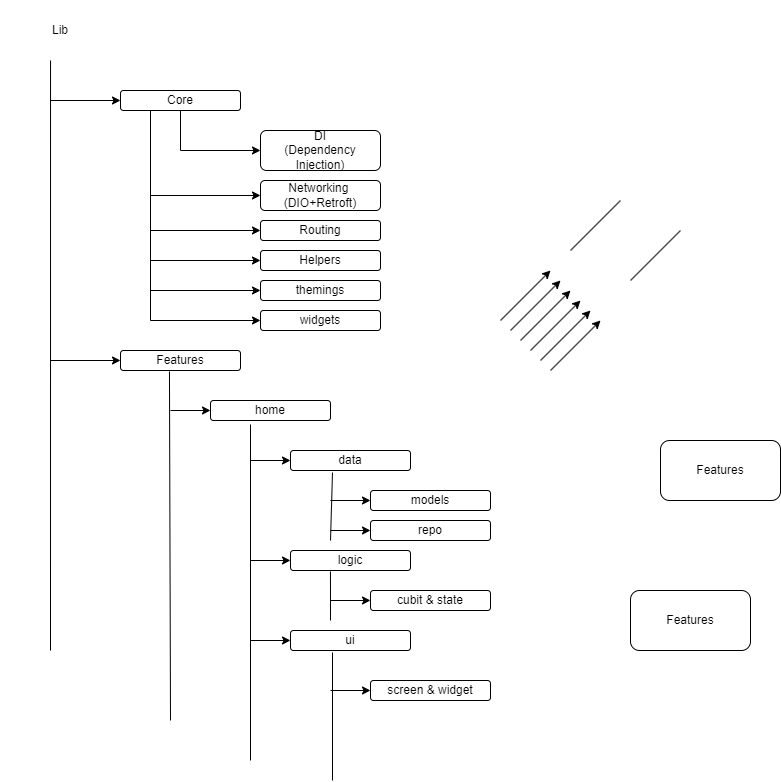 Lib
Core
DI
(Dependency
Injection)
Networking
(DIO+Retroft)
Routing
Helpers
themings
widgets
Features
home
data
models
repo
logic
cubit & state
ui
screen & widget
Features
Features